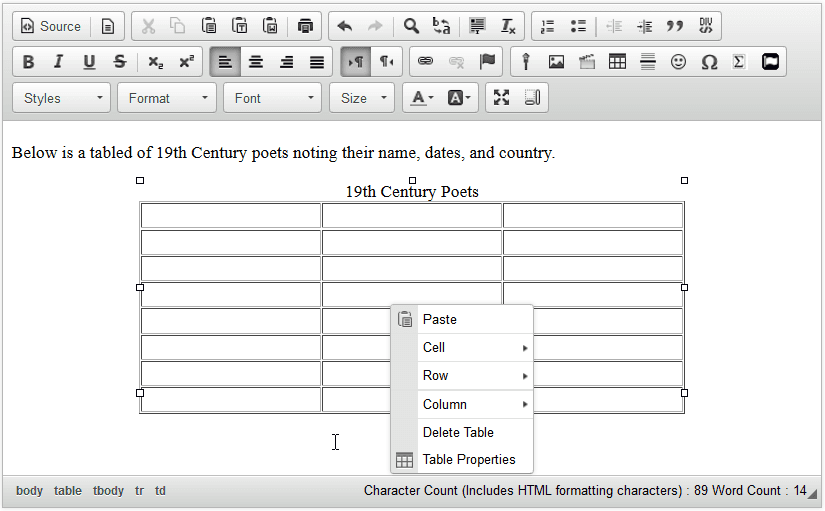 Source
B I U S x₂ x²
Styles Format Font Size A A
Below is a tabled of 19th Century poets noting their name, dates, and country.
19th Century Poets
Paste
Cell
Row
Column
Delete Table
Table Properties
body table tbody tr td Character Count (Includes HTML formatting characters) : 89 Word Count : 14